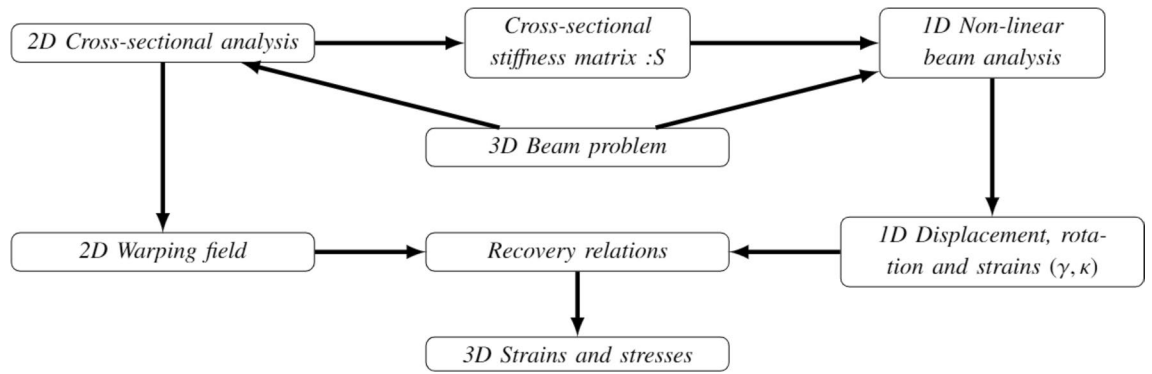 2D Cross-sectional analysis
Cross-sectional
stiffness matrix :S
1D Non-linear
beam analysis
3D Beam problem
2D Warping field
Recovery relations
1D Displacement, rota-
tion and strains (γ, κ)
3D Strains and stresses